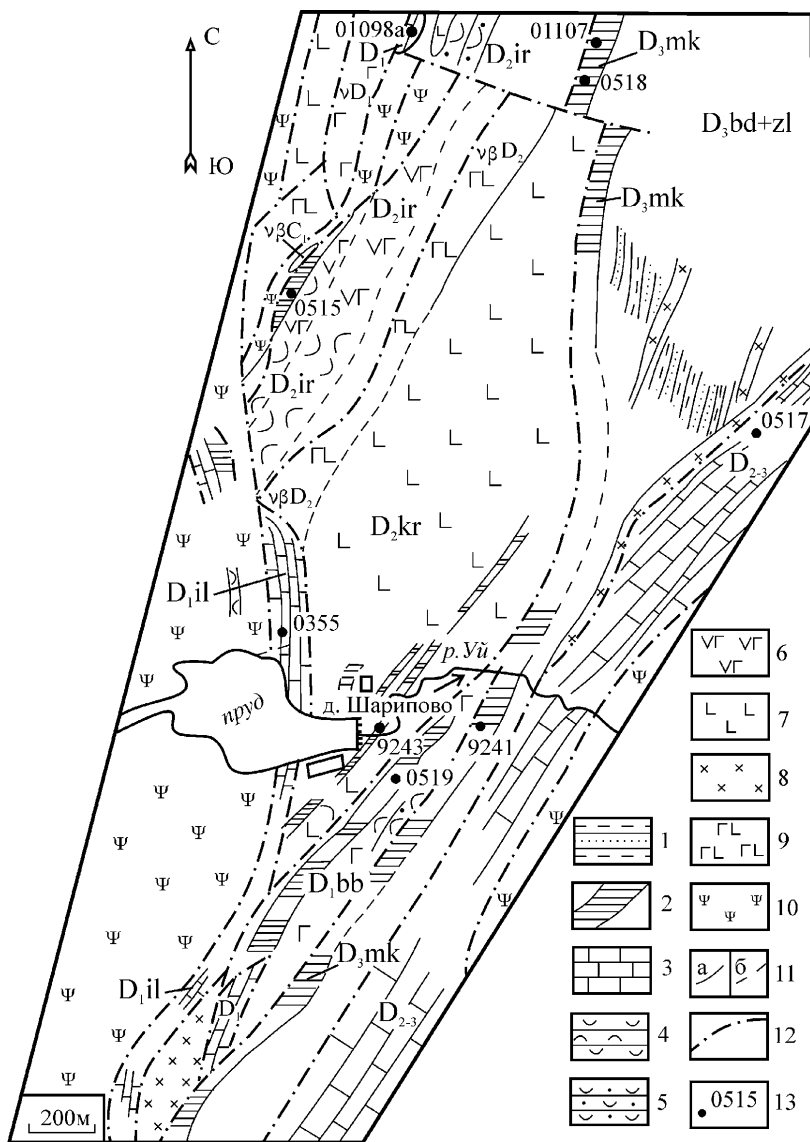 С
Ю
01098a
D₁
D₂ir
01107
D₃mk
0518
D₃bd+zl
νD₁
νβD₂
D₃mk
D₂ir
νβC₁
0515
D₂ir
0517
D₂₋₃
νβD₂
D₂kr
D₁il
0355
р. Уй
пруд
д. Шарипово
9243
9241
0519
D₁bb
D₃mk
D₁il
D₁
D₂₋₃
200м
1
2
3
4
5
6
7
8
9
10
а
б
11
12
0515
13